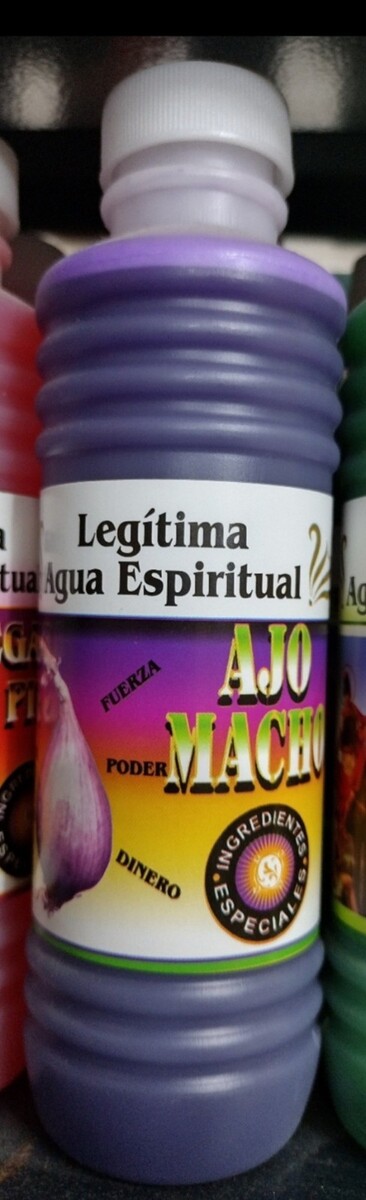 Legítima
Agua Espiritual
AJO
MACHO
FUERZA
PODER
DINERO
INGREDIENTES
ESPECIALES